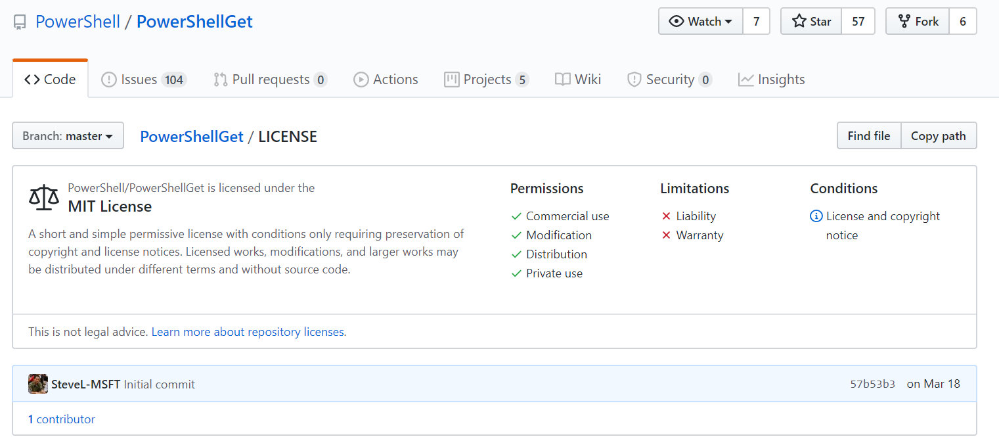 PowerShell / PowerShellGet
Watch 7 Star 57 Fork 6
Code Issues 104 Pull requests 0 Actions Projects 5 Wiki Security 0 Insights
Branch: master PowerShellGet / LICENSE Find file Copy path
PowerShell/PowerShellGet is licensed under the
MIT License
A short and simple permissive license with conditions only requiring preservation of
copyright and license notices. Licensed works, modifications, and larger works may
be distributed under different terms and without source code.
Permissions
Commercial use
Modification
Distribution
Private use
Limitations
Liability
Warranty
Conditions
License and copyright
notice
This is not legal advice. Learn more about repository licenses.
SteveL-MSFT Initial commit 57b53b3 on Mar 18
1 contributor